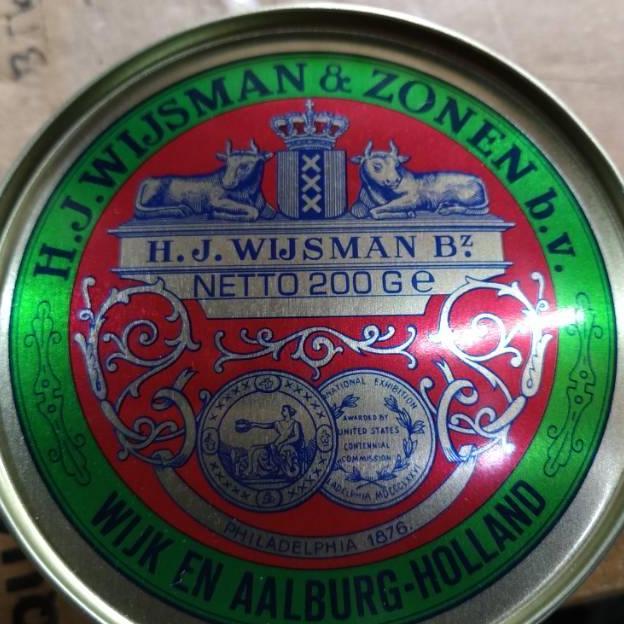 H.J. WIJSMAN & ZONEN b.v.
XXX
H. J. WIJSMAN Bz.
NETTO 200 G e
NATIONAL EXHIBITION
AWARDED BY
UNITED STATES
CENTENNIAL
COMMISSION
PHILADELPHIA 1876.
WIJK EN AALBURG-HOLLAND